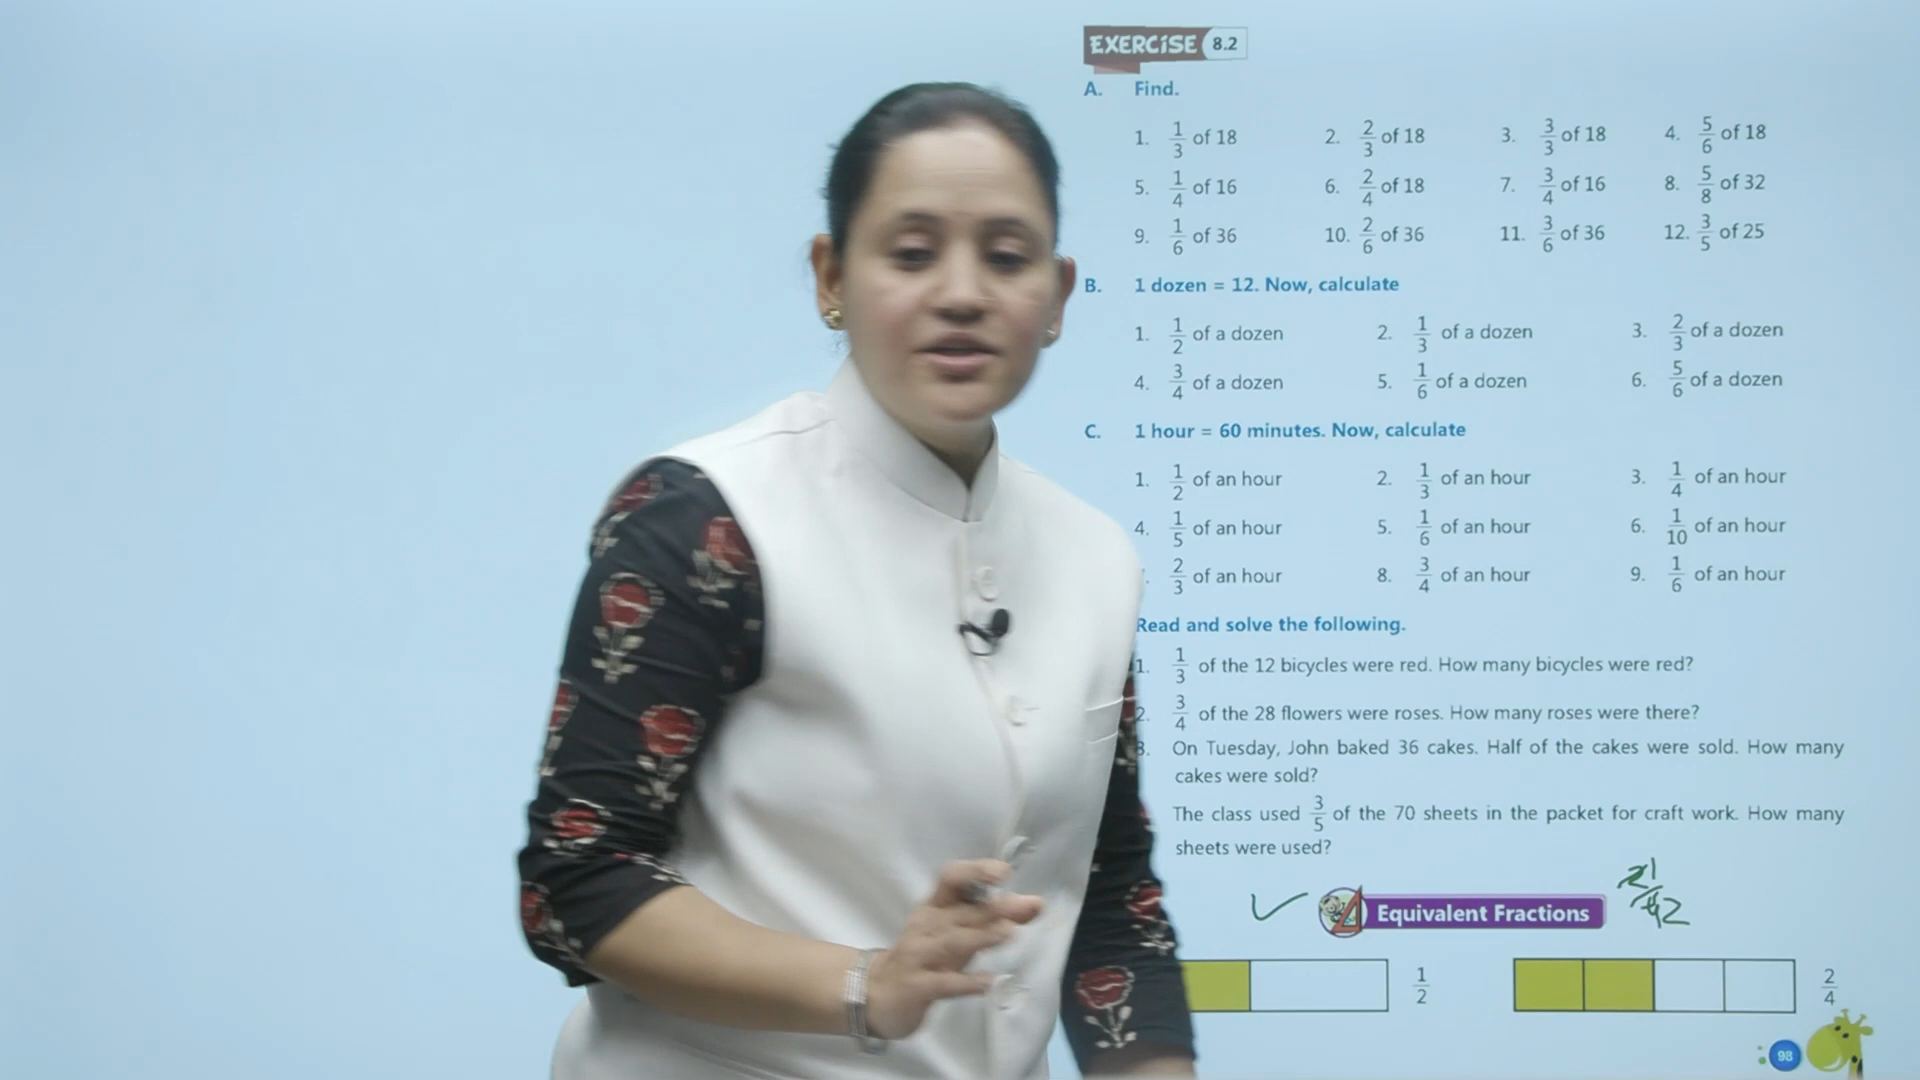 EXERCISE 8.2
A. Find.
1. 1/3 of 18 2. 2/3 of 18 3. 3/3 of 18 4. 5/6 of 18
5. 1/4 of 16 6. 2/4 of 18 7. 3/4 of 16 8. 5/8 of 32
9. 1/6 of 36 10. 2/6 of 36 11. 3/6 of 36 12. 3/5 of 25
B. 1 dozen = 12. Now, calculate
1. 1/2 of a dozen 2. 1/3 of a dozen 3. 2/3 of a dozen
4. 3/4 of a dozen 5. 1/6 of a dozen 6. 5/6 of a dozen
C. 1 hour = 60 minutes. Now, calculate
1. 1/2 of an hour 2. 1/3 of an hour 3. 1/4 of an hour
4. 1/5 of an hour 5. 1/6 of an hour 6. 1/10 of an hour
. 2/3 of an hour 8. 3/4 of an hour 9. 1/6 of an hour
Read and solve the following.
1. 1/3 of the 12 bicycles were red. How many bicycles were red?
2. 3/4 of the 28 flowers were roses. How many roses were there?
3. On Tuesday, John baked 36 cakes. Half of the cakes were sold. How many
cakes were sold?
The class used 3/5 of the 70 sheets in the packet for craft work. How many
sheets were used?
Equivalent Fractions
1/2 2/4
98